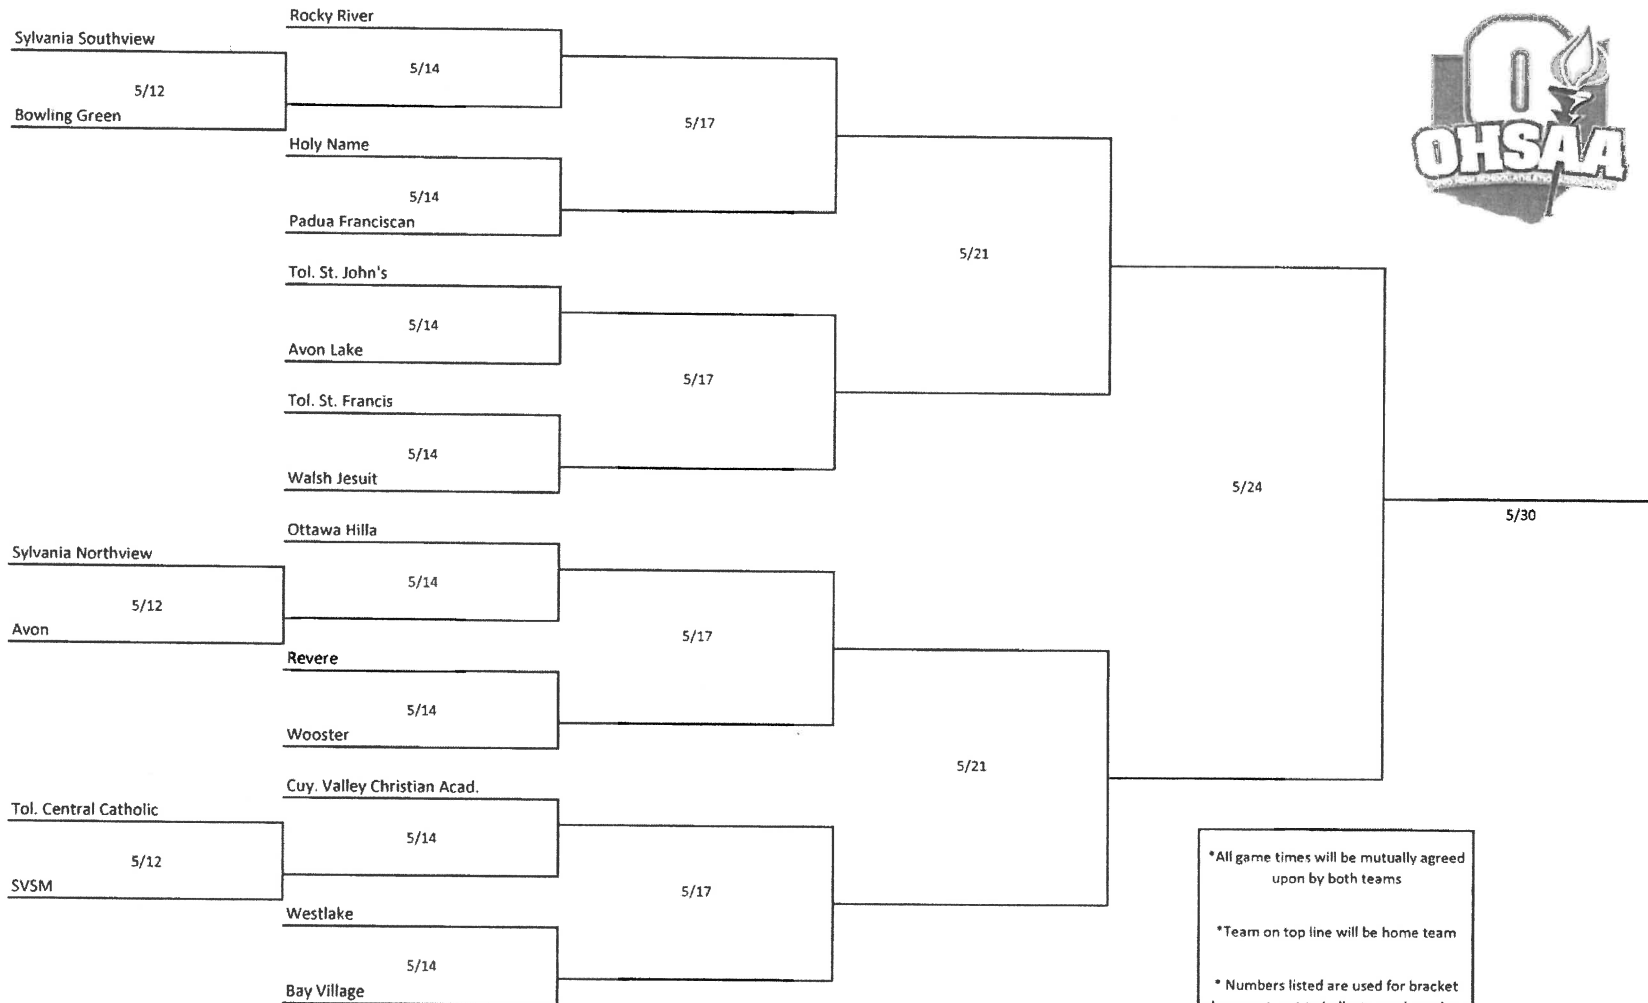 Rocky River
Sylvania Southview
5/14
5/12
Bowling Green
5/17
Holy Name
5/14
Padua Franciscan
5/21
Tol. St. John's
5/14
Avon Lake
5/17
Tol. St. Francis
5/14
Walsh Jesuit
5/24
5/30
Ottawa Hilla
Sylvania Northview
5/14
5/12
Avon
5/17
Revere
5/14
Wooster
5/21
Cuy. Valley Christian Acad.
Tol. Central Catholic
5/14
5/12
SVSM
5/17
Westlake
5/14
Bay Village
OHSAA
*All game times will be mutually agreed
upon by both teams
*Team on top line will be home team
* Numbers listed are used for bracket